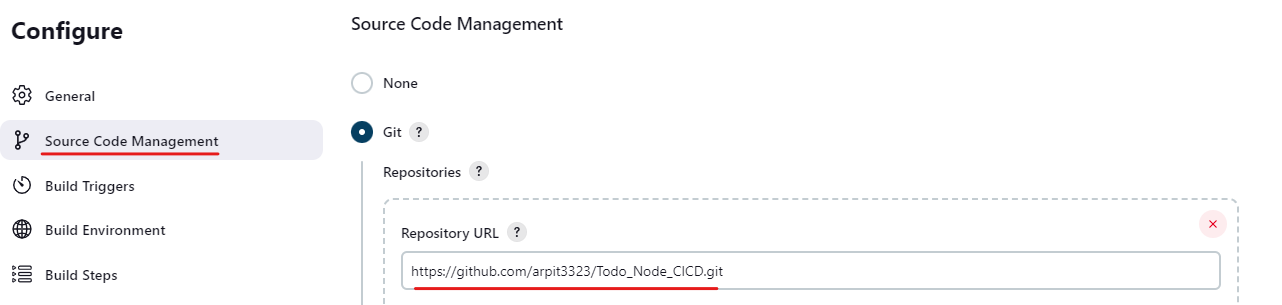 Configure
General
Source Code Management
Build Triggers
Build Environment
Build Steps
Source Code Management
None
Git ?
Repositories ?
Repository URL ?
https://github.com/arpit3323/Todo_Node_CICD.git